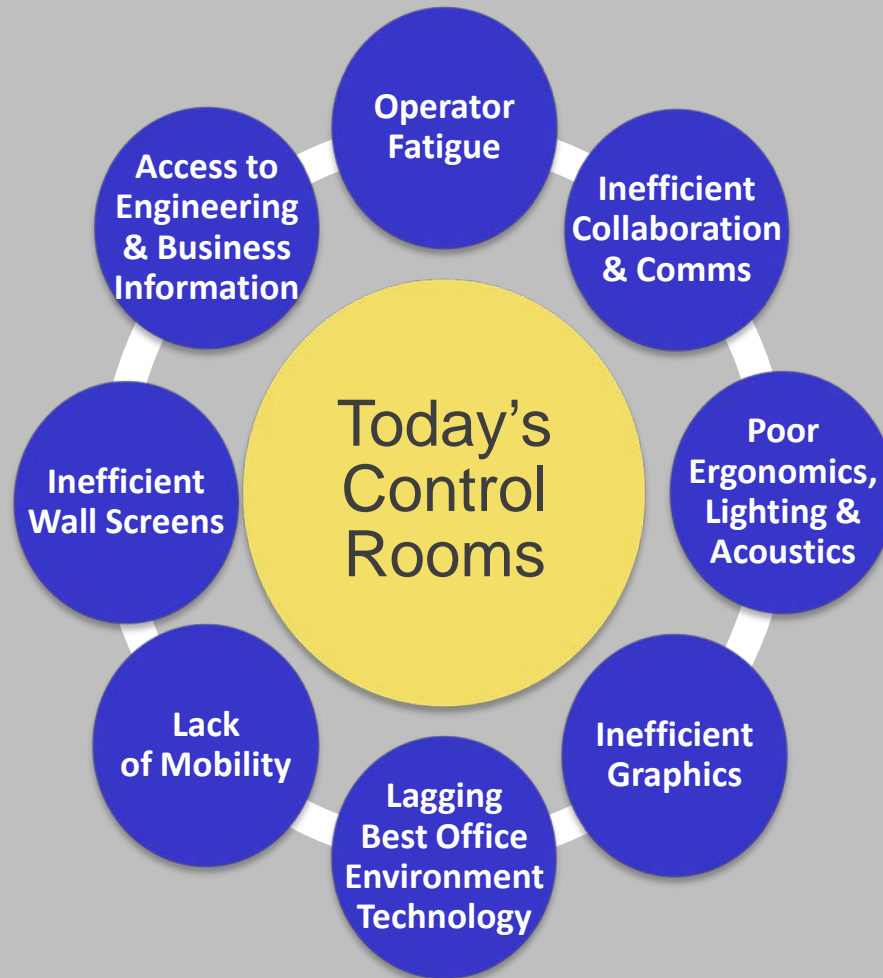 Operator
Fatigue
Inefficient
Collaboration
& Comms
Poor
Ergonomics,
Lighting &
Acoustics
Inefficient
Graphics
Lagging
Best Office
Environment
Technology
Lack
of Mobility
Inefficient
Wall Screens
Access to
Engineering
& Business
Information
Today’s
Control
Rooms